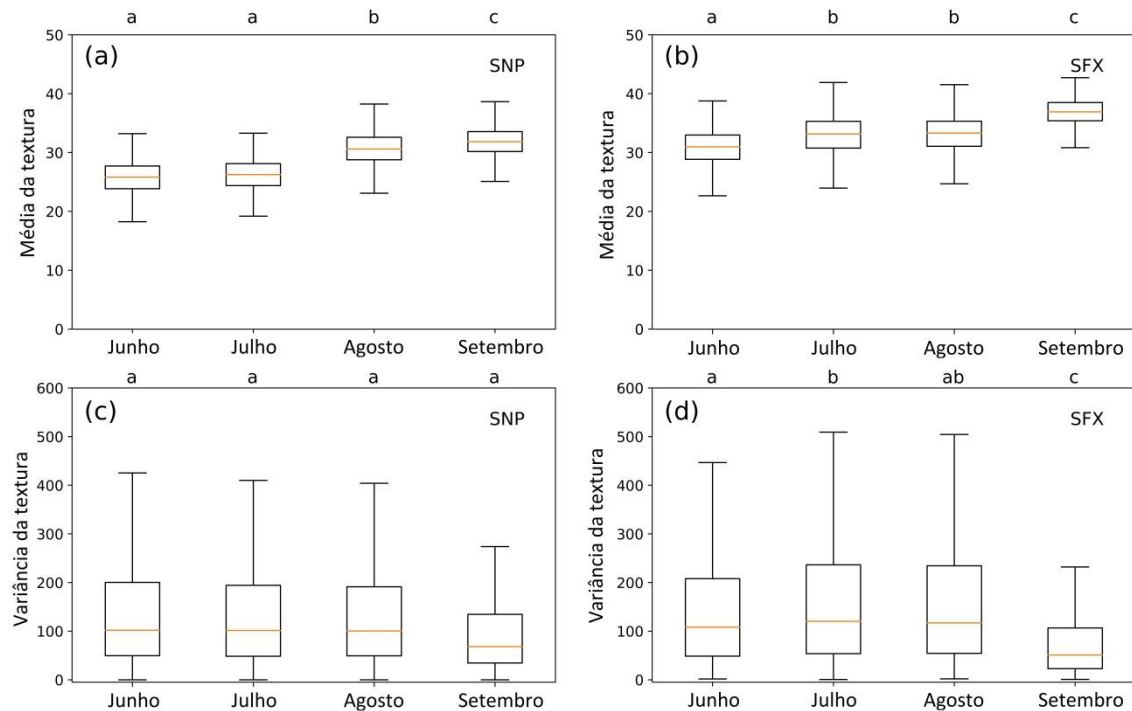 a a b c
(a) SNP
Média da textura
50
40
30
20
10
0
Junho Julho Agosto Setembro
a b b c
(b) SFX
Média da textura
50
40
30
20
10
0
Junho Julho Agosto Setembro
a a a a
(c) SNP
Variância da textura
600
500
400
300
200
100
0
Junho Julho Agosto Setembro
a b ab c
(d) SFX
Variância da textura
600
500
400
300
200
100
0
Junho Julho Agosto Setembro